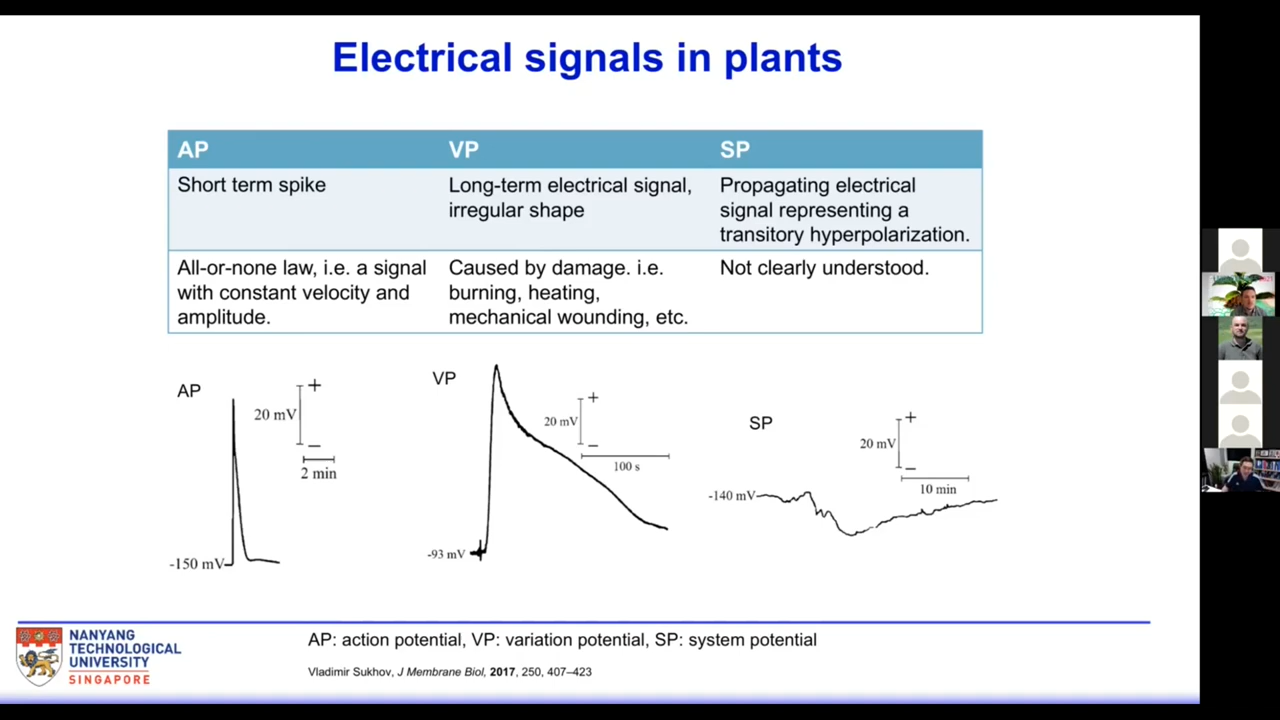 Electrical signals in plants
AP
VP
SP
Short term spike
Long-term electrical signal,
irregular shape
Propagating electrical
signal representing a
transitory hyperpolarization.
All-or-none law, i.e. a signal
with constant velocity and
amplitude.
Caused by damage. i.e.
burning, heating,
mechanical wounding, etc.
Not clearly understood.
AP
+
20 mV
−
2 min
-150 mV
VP
+
20 mV
−
100 s
-93 mV
SP
+
20 mV
−
10 min
-140 mV
NANYANG
TECHNOLOGICAL
UNIVERSITY
SINGAPORE
AP: action potential, VP: variation potential, SP: system potential
Vladimir Sukhov, J Membrane Biol, 2017, 250, 407–423